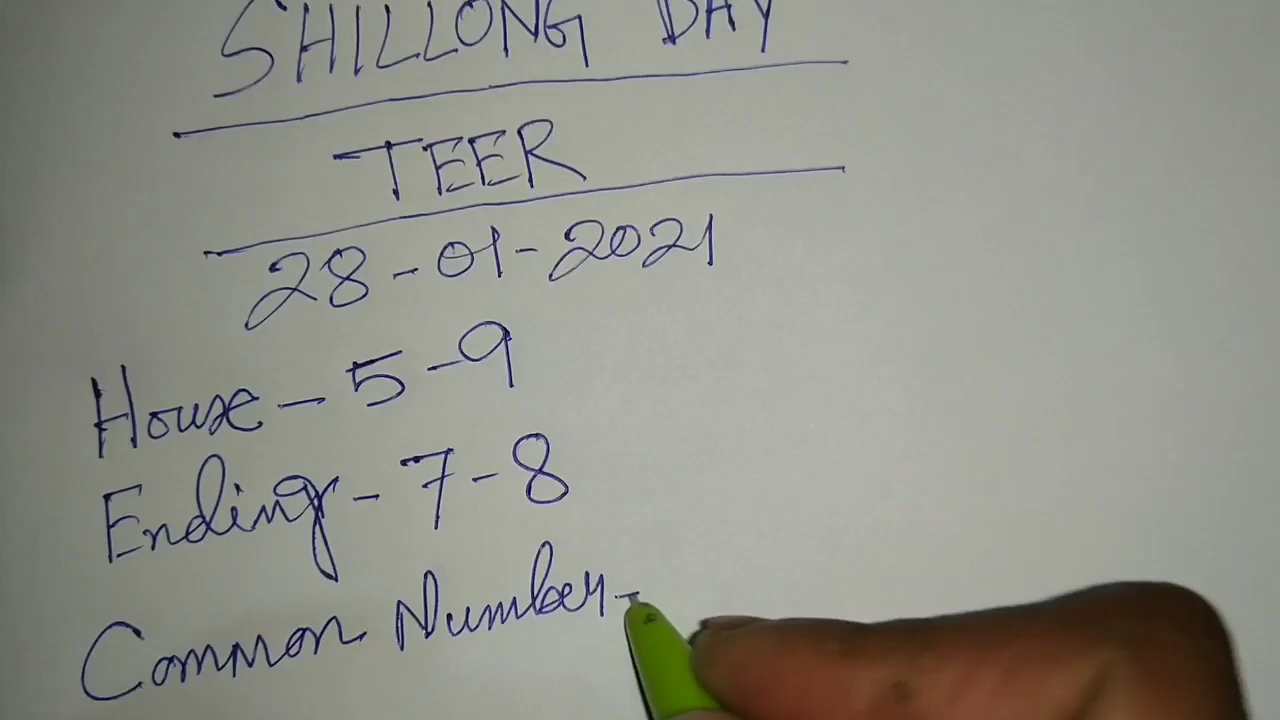 SHILLONG DAY
TEER
28-01-2021
House - 5-9
Ending - 7-8
Common Number -